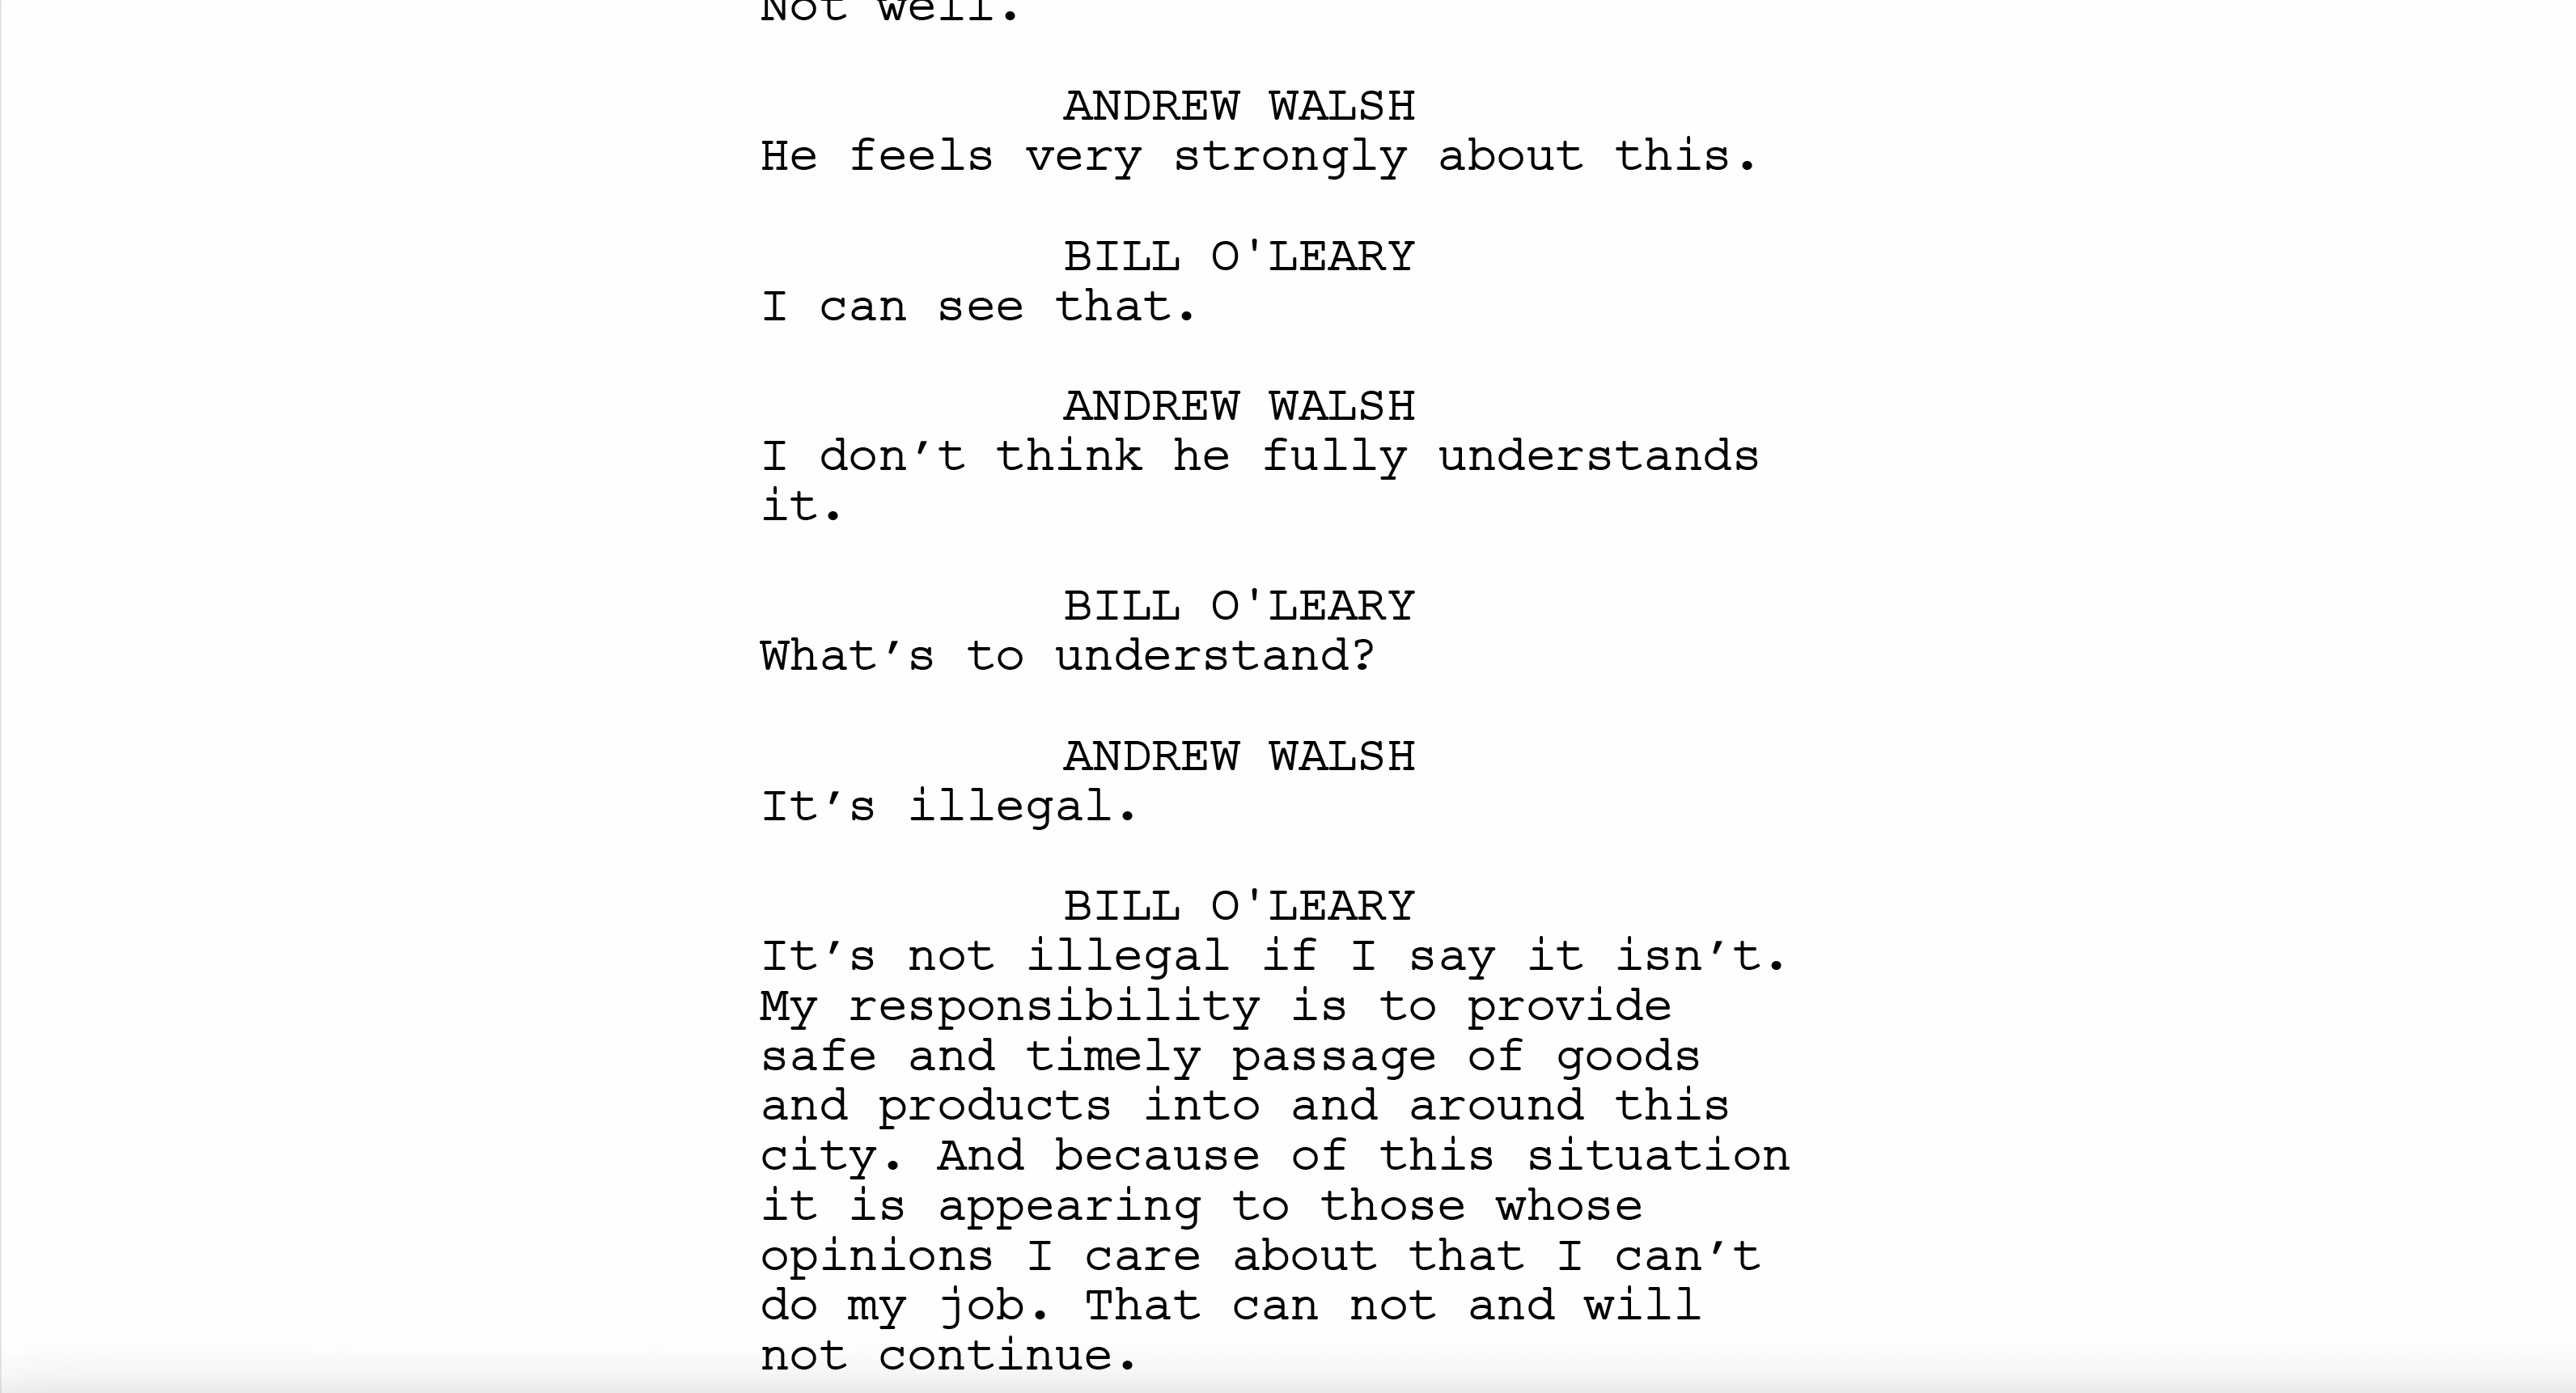 Not well.
ANDREW WALSH
He feels very strongly about this.
BILL O'LEARY
I can see that.
ANDREW WALSH
I don’t think he fully understands
it.
BILL O'LEARY
What’s to understand?
ANDREW WALSH
It’s illegal.
BILL O'LEARY
It’s not illegal if I say it isn’t.
My responsibility is to provide
safe and timely passage of goods
and products into and around this
city. And because of this situation
it is appearing to those whose
opinions I care about that I can’t
do my job. That can not and will
not continue.